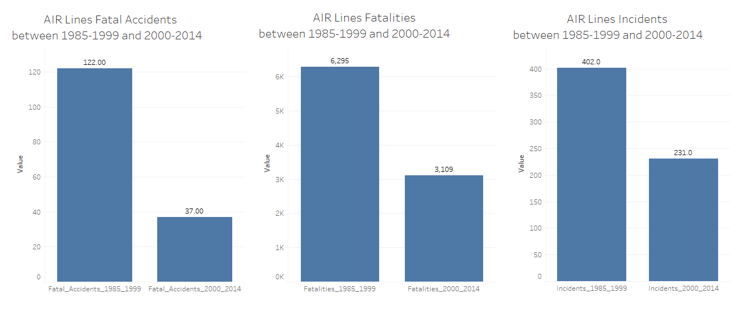 AIR Lines Fatal Accidents
between 1985-1999 and 2000-2014
122.00
120
100
80
60
40
20
0
Value
37.00
Fatal_Accidents_1985_1999
Fatal_Accidents_2000_2014
AIR Lines Fatalities
between 1985-1999 and 2000-2014
6,295
6K
5K
4K
3K
2K
1K
0K
Value
3,109
Fatalities_1985_1999
Fatalities_2000_2014
AIR Lines Incidents
between 1985-1999 and 2000-2014
402.0
400
350
300
250
200
150
100
50
0
Value
231.0
Incidents_1985_1999
Incidents_2000_2014